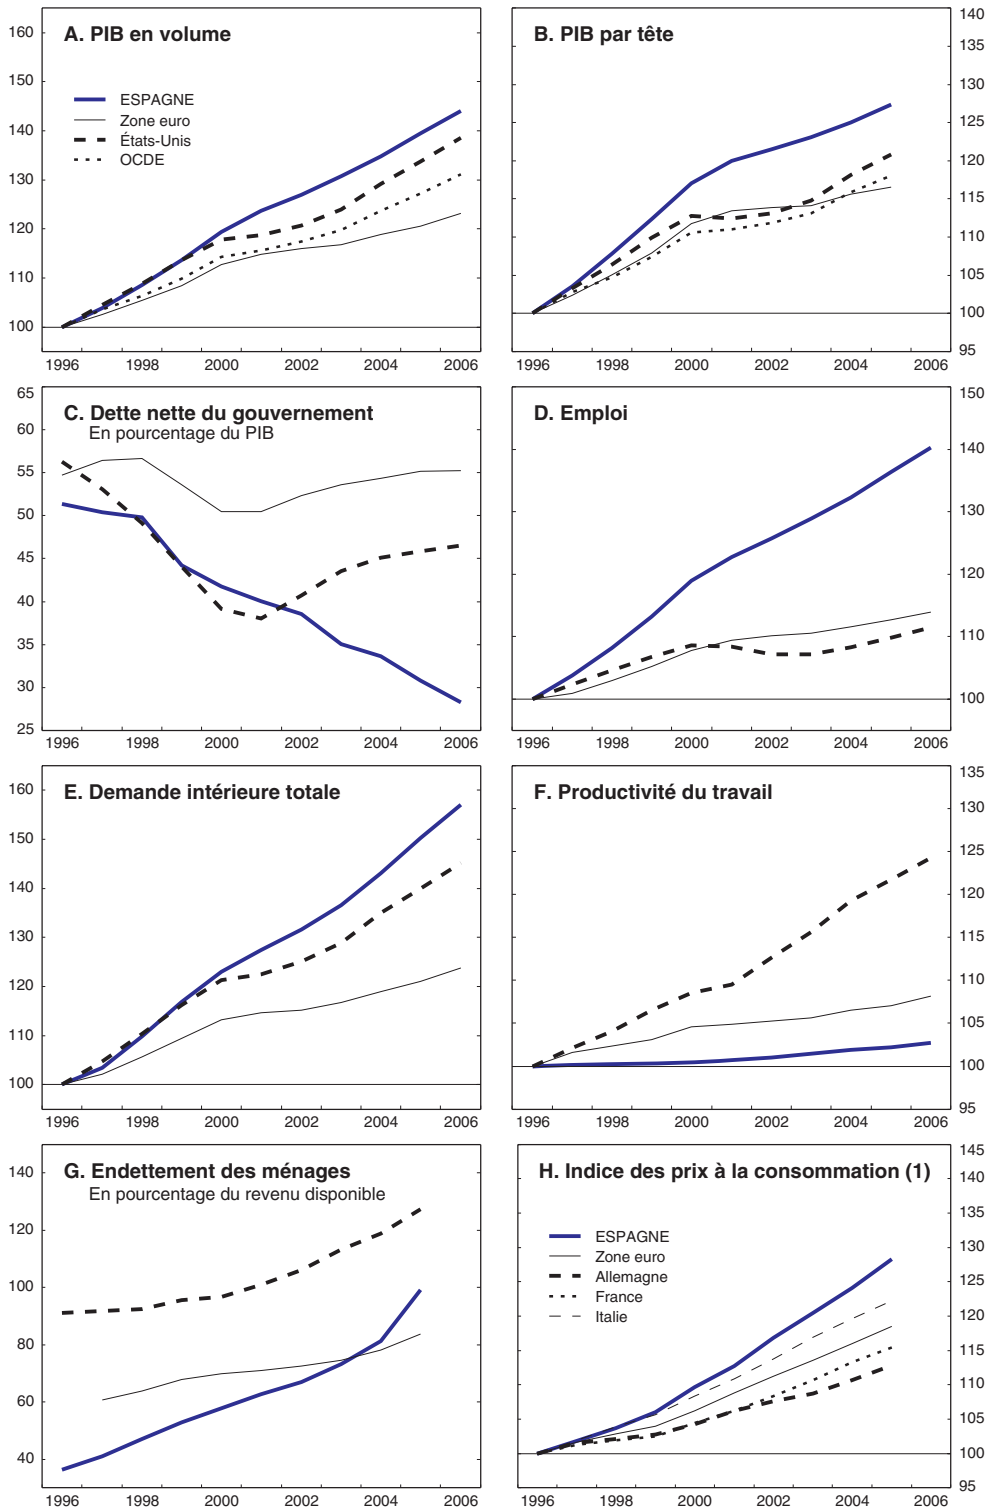 A. PIB en volume
ESPAGNE
Zone euro
États-Unis
OCDE
160
150
140
130
120
110
100
1996 1998 2000 2002 2004 2006
B. PIB par tête
140
135
130
125
120
115
110
105
100
95
1996 1998 2000 2002 2004 2006
C. Dette nette du gouvernement
En pourcentage du PIB
65
60
55
50
45
40
35
30
25
1996 1998 2000 2002 2004 2006
D. Emploi
150
140
130
120
110
100
1996 1998 2000 2002 2004 2006
E. Demande intérieure totale
160
150
140
130
120
110
100
1996 1998 2000 2002 2004 2006
F. Productivité du travail
135
130
125
120
115
110
105
100
95
1996 1998 2000 2002 2004 2006
G. Endettement des ménages
En pourcentage du revenu disponible
140
120
100
80
60
40
1996 1998 2000 2002 2004 2006
H. Indice des prix à la consommation (1)
ESPAGNE
Zone euro
Allemagne
France
Italie
145
140
135
130
125
120
115
110
105
100
95
1996 1998 2000 2002 2004 2006